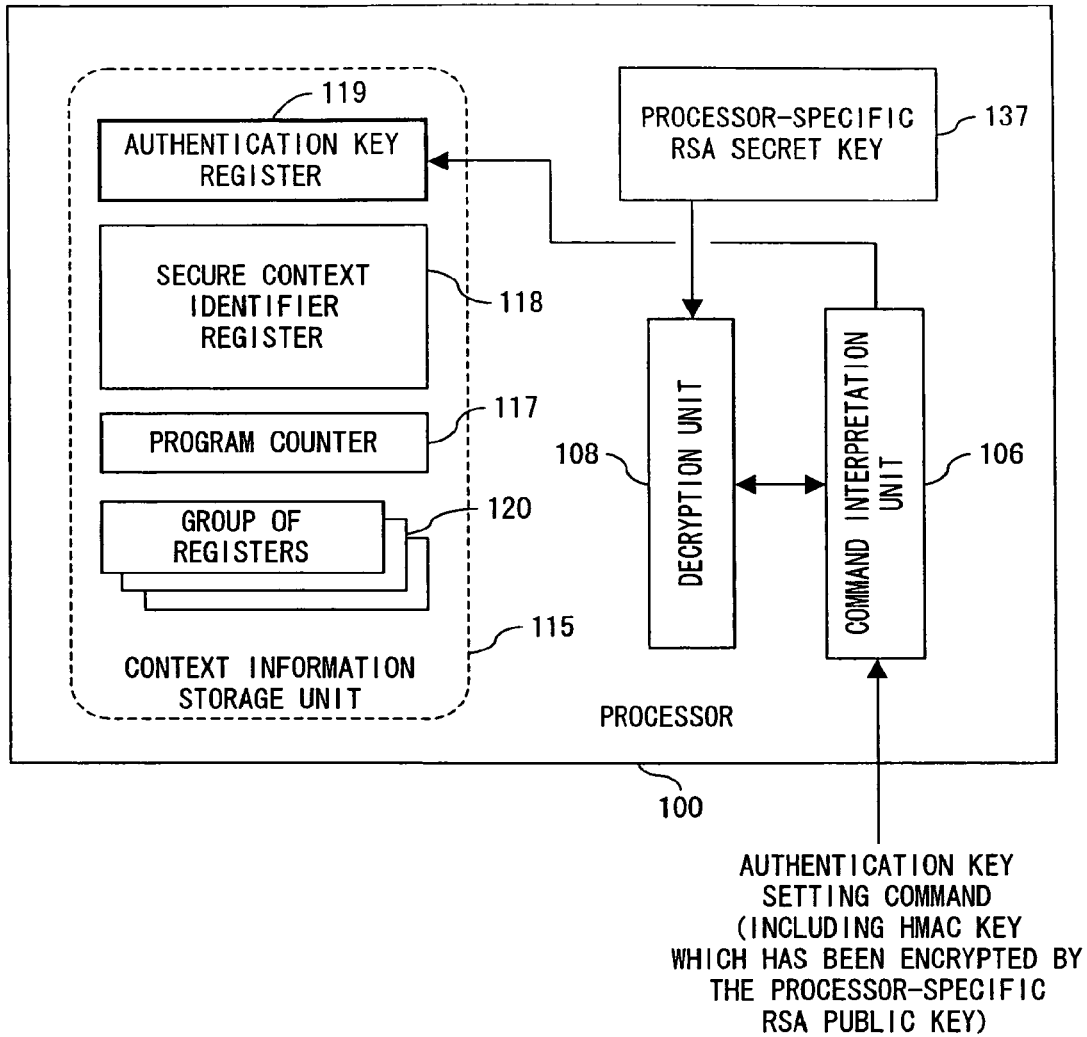 119
AUTHENTICATION KEY
REGISTER
PROCESSOR-SPECIFIC
RSA SECRET KEY
137
SECURE CONTEXT
IDENTIFIER
REGISTER
118
PROGRAM COUNTER
117
GROUP OF
REGISTERS
120
CONTEXT INFORMATION
STORAGE UNIT
115
108
DECRYPTION UNIT
COMMAND INTERPRETATION
UNIT
106
PROCESSOR
100
AUTHENTICATION KEY
SETTING COMMAND
(INCLUDING HMAC KEY
WHICH HAS BEEN ENCRYPTED BY
THE PROCESSOR-SPECIFIC
RSA PUBLIC KEY)